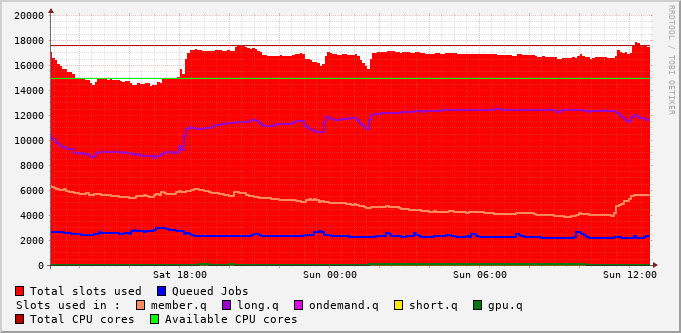 20000
18000
16000
14000
12000
10000
8000
6000
4000
2000
0
Sat 18:00 Sun 00:00 Sun 06:00 Sun 12:00
RRDTOOL / TOBI OETIKER
Total slots used Queued Jobs
Slots used in : member.q long.q ondemand.q short.q gpu.q
Total CPU cores Available CPU cores